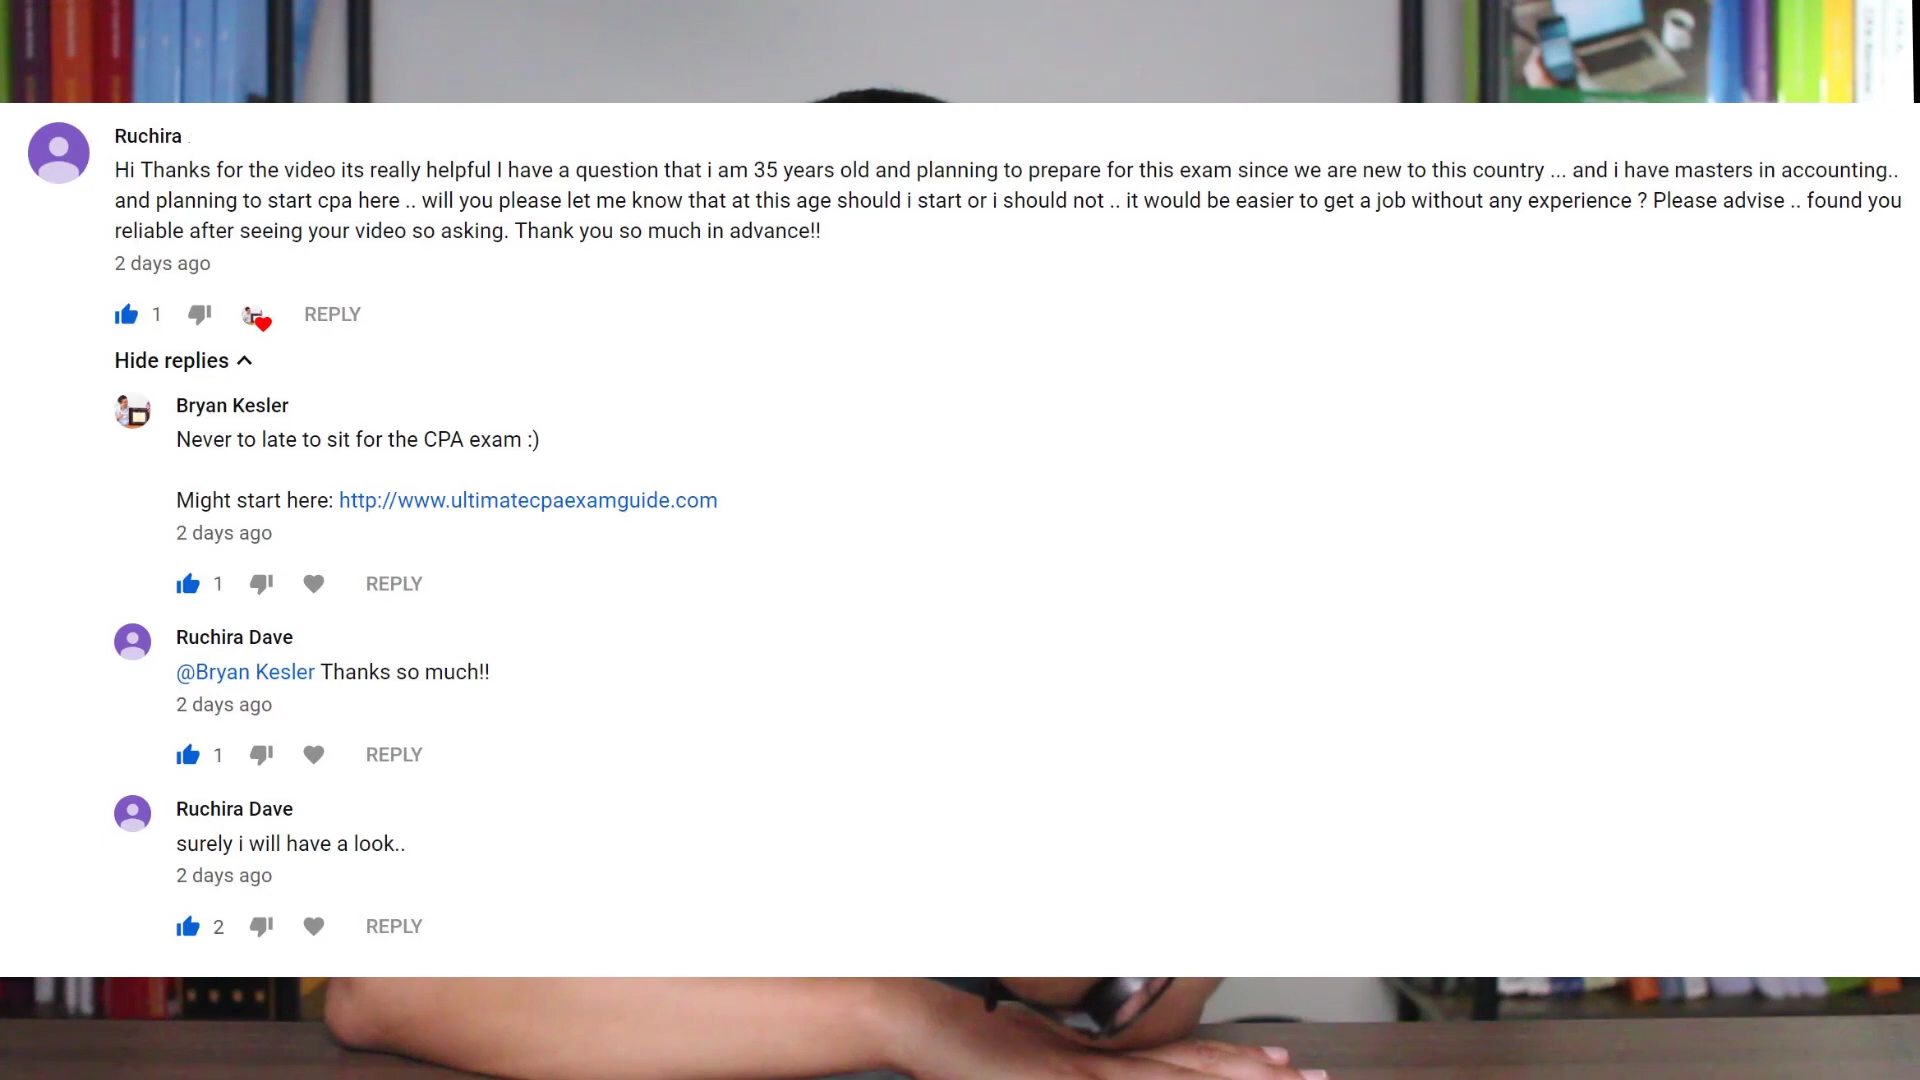 Ruchira
Hi Thanks for the video its really helpful I have a question that i am 35 years old and planning to prepare for this exam since we are new to this country ... and i have masters in accounting..
and planning to start cpa here .. will you please let me know that at this age should i start or i should not .. it would be easier to get a job without any experience ? Please advise .. found you
reliable after seeing your video so asking. Thank you so much in advance!!
2 days ago
1 REPLY
Hide replies
Bryan Kesler
Never to late to sit for the CPA exam :)
Might start here: http://www.ultimatecpaexamguide.com
2 days ago
1 REPLY
Ruchira Dave
@Bryan Kesler Thanks so much!!
2 days ago
1 REPLY
Ruchira Dave
surely i will have a look..
2 days ago
2 REPLY